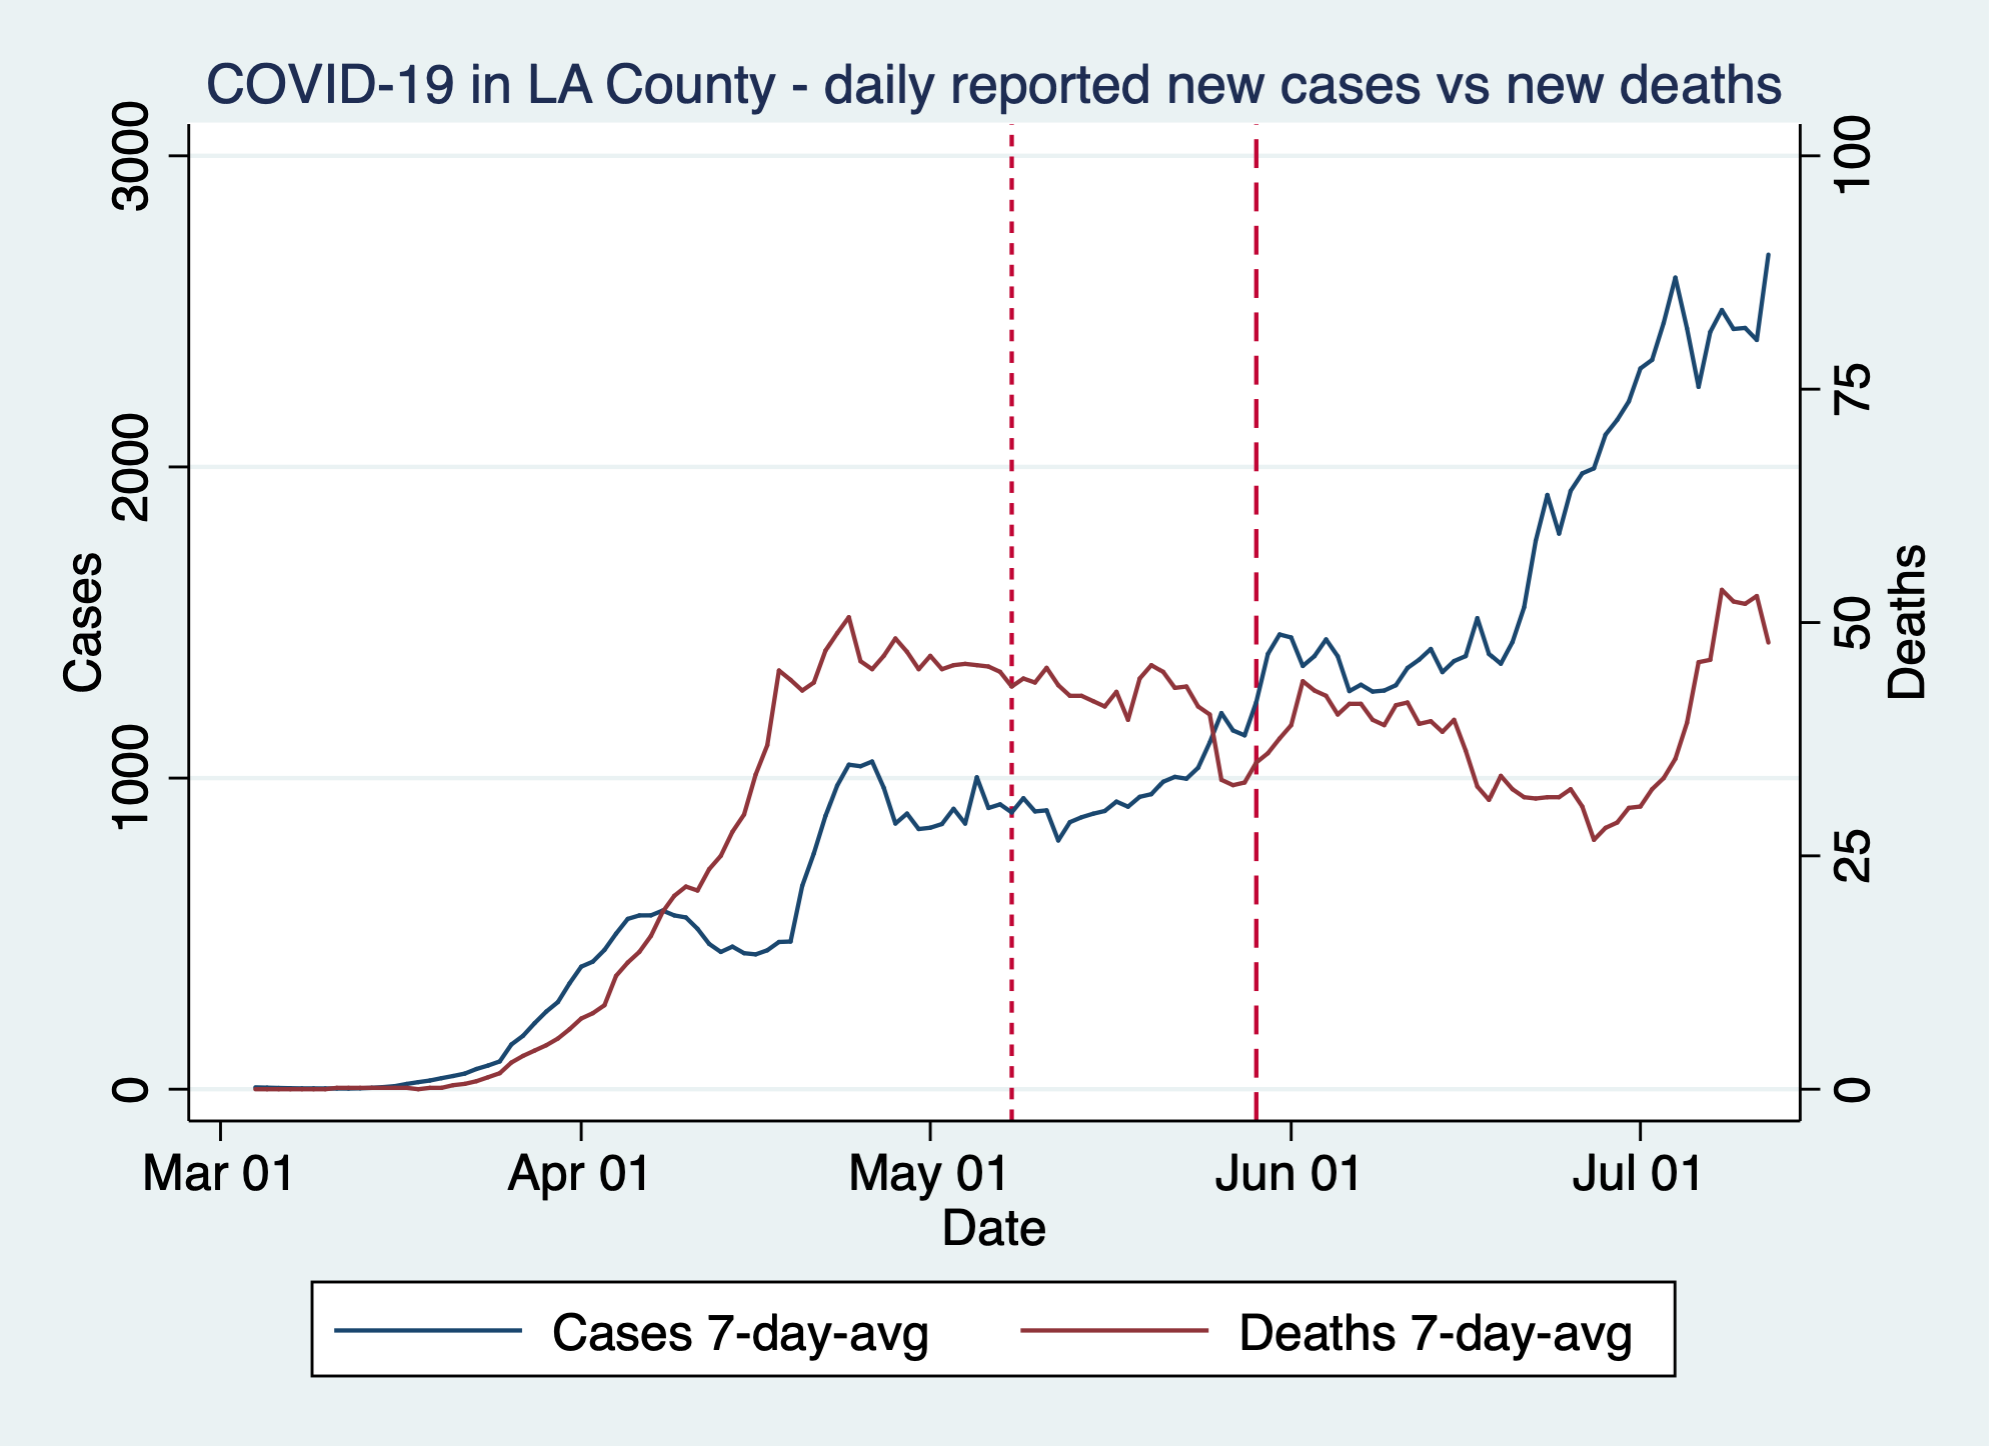 COVID-19 in LA County - daily reported new cases vs new deaths
3000
2000
1000
0
Cases
100
75
50
25
0
Deaths
Mar 01 Apr 01 May 01 Jun 01 Jul 01
Date
Cases 7-day-avg Deaths 7-day-avg